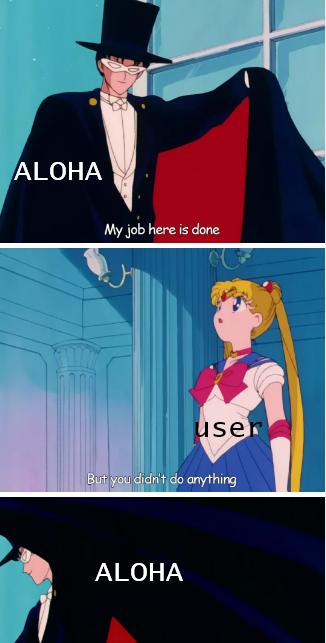 ALOHA
My job here is done
user
But you didn't do anything
ALOHA